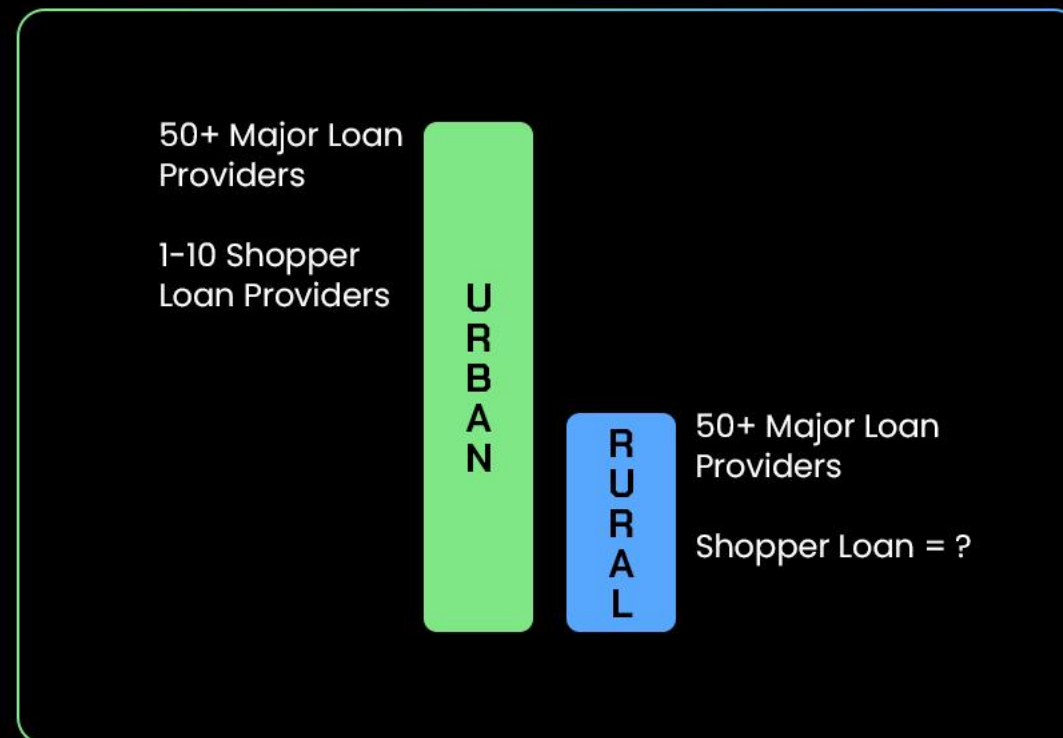 50+ Major Loan
Providers
1-10 Shopper
Loan Providers
URBAN
RURAL
50+ Major Loan
Providers
Shopper Loan = ?